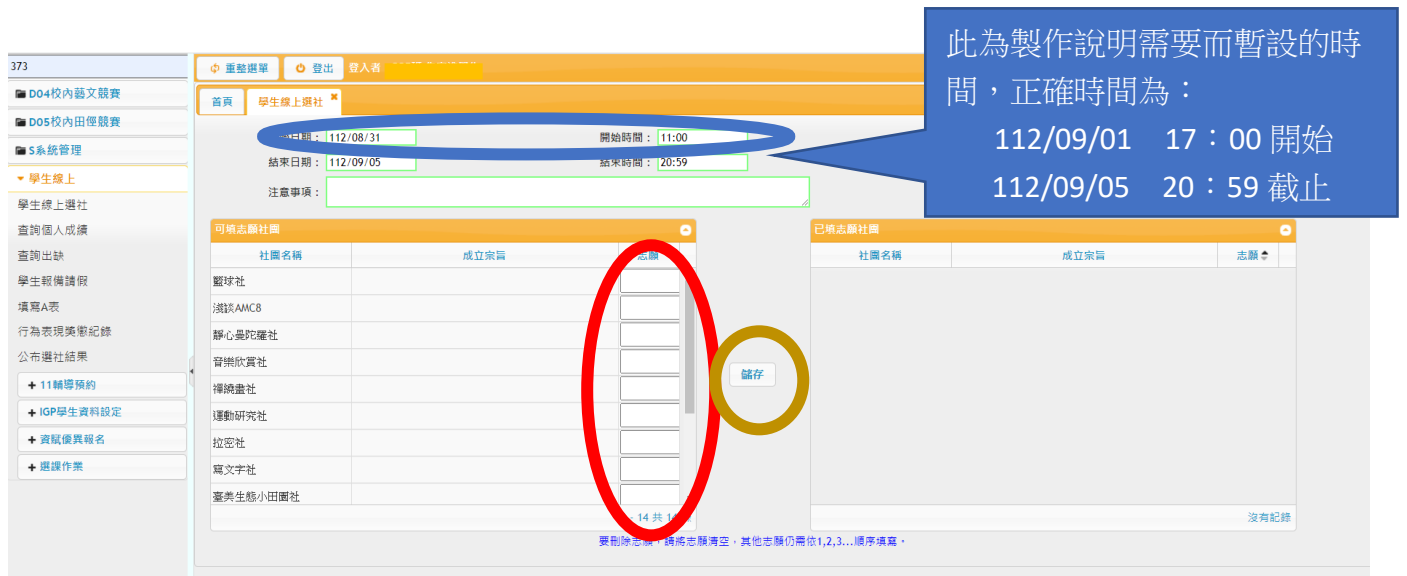 此為製作說明需要而暫設的時
間，正確時間為：
112/09/01 17：00 開始
112/09/05 20：59 截止
373
重整選單 登出 登入者
D04校內藝文競賽
D05校內田徑競賽
S系統管理
學生線上
學生線上選社
查詢個人成績
查詢出缺
學生報備請假
填寫A表
行為表現獎懲紀錄
公布選社結果
11輔導預約
IGP學生資料設定
資賦優異報名
選課作業
首頁 學生線上選社
日期： 112/08/31 開始時間： 11:00
結束日期： 112/09/05 結束時間： 20:59
注意事項：
可填志願社團
社團名稱 成立宗旨 志願
籃球社
淺談AMC8
靜心曼陀羅社
音樂欣賞社
禪繞畫社
運動研究社
拉密社
寫文字社
臺美生態小田園社
14 共
儲存
已填志願社團
社團名稱 成立宗旨 志願
沒有記錄
要刪除志願，請將志願清空，其他志願仍需依1,2,3...順序填寫。